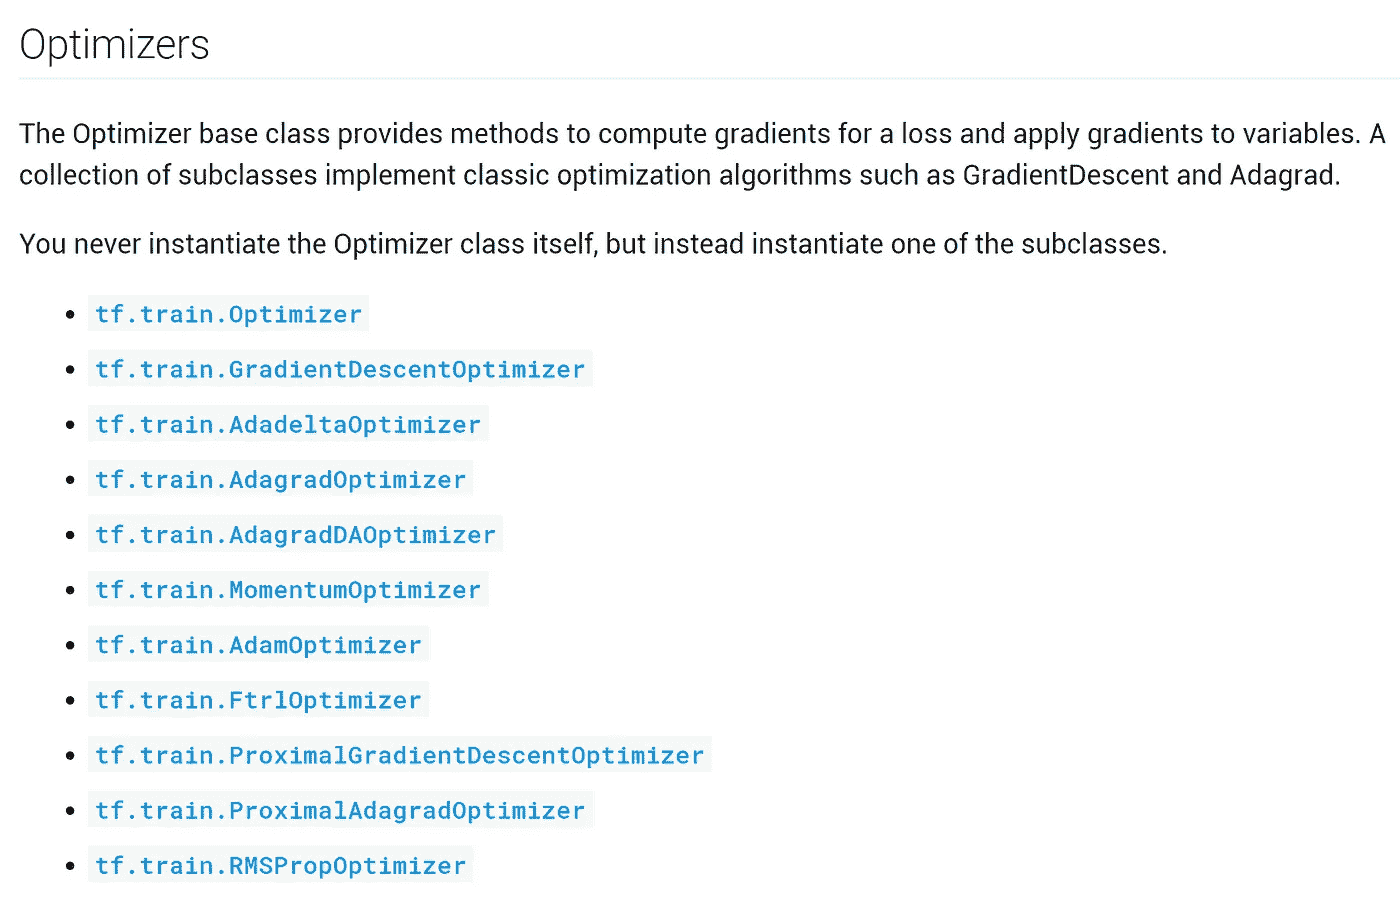 Optimizers
The Optimizer base class provides methods to compute gradients for a loss and apply gradients to variables. A
collection of subclasses implement classic optimization algorithms such as GradientDescent and Adagrad.
You never instantiate the Optimizer class itself, but instead instantiate one of the subclasses.
• tf.train.Optimizer
• tf.train.GradientDescentOptimizer
• tf.train.AdadeltaOptimizer
• tf.train.AdagradOptimizer
• tf.train.AdagradDAOptimizer
• tf.train.MomentumOptimizer
• tf.train.AdamOptimizer
• tf.train.FtrlOptimizer
• tf.train.ProximalGradientDescentOptimizer
• tf.train.ProximalAdagradOptimizer
• tf.train.RMSPropOptimizer